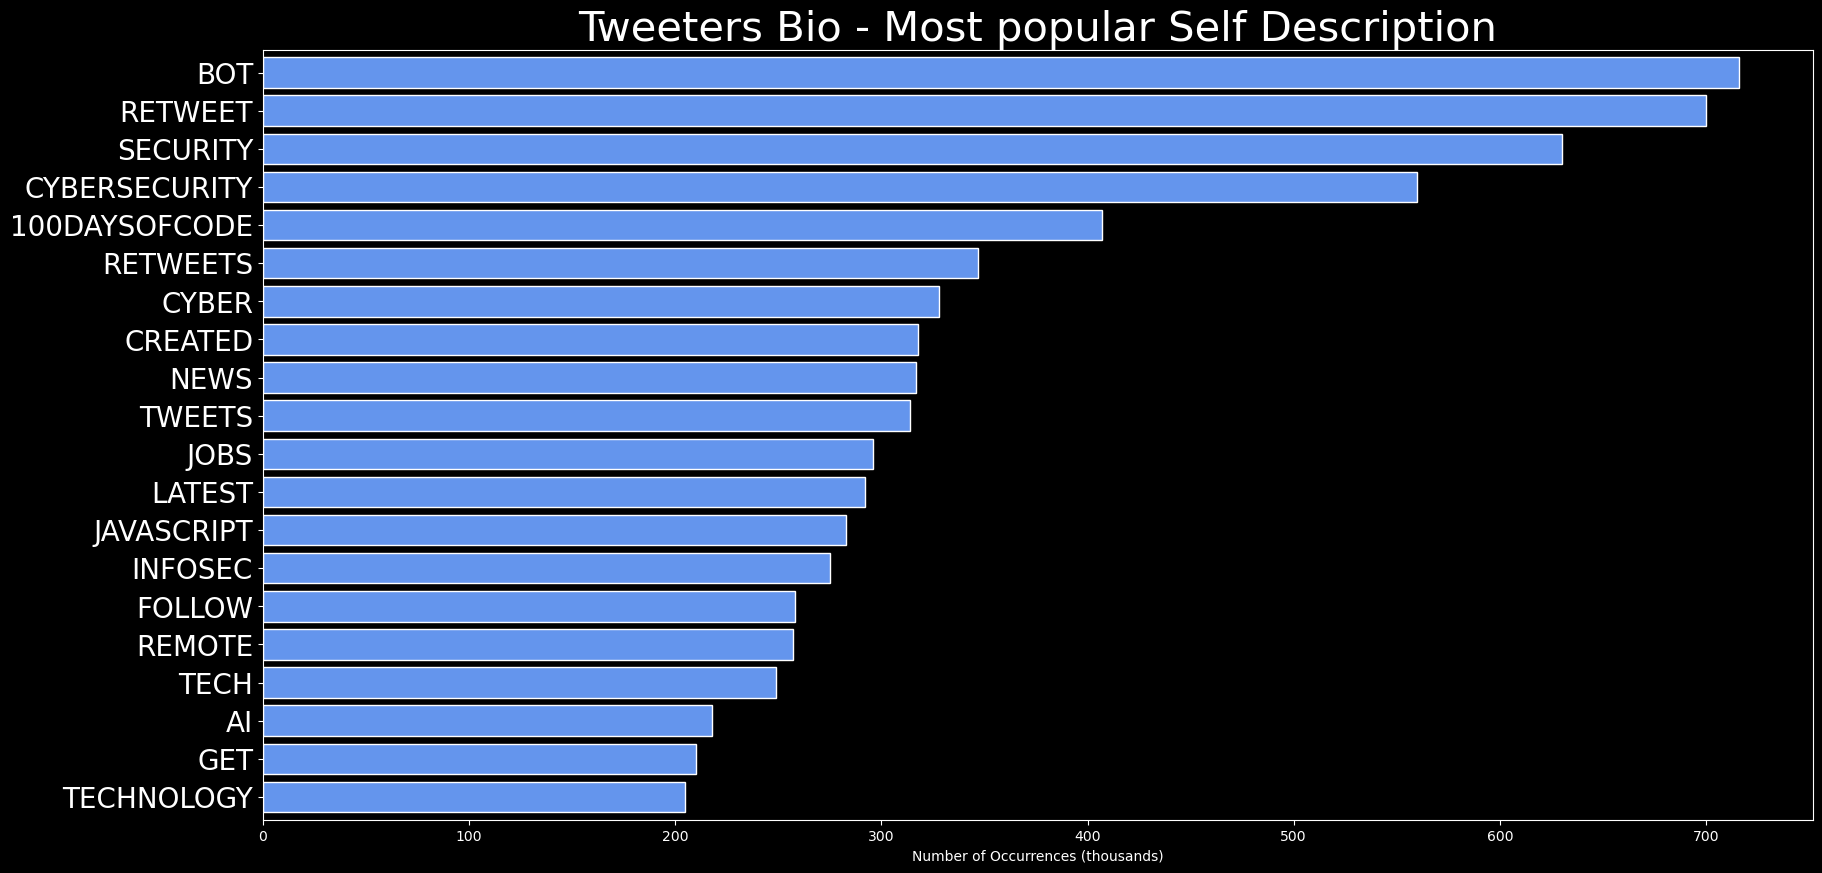 Tweeters Bio - Most popular Self Description
BOT
RETWEET
SECURITY
CYBERSECURITY
100DAYSOFCODE
RETWEETS
CYBER
CREATED
NEWS
TWEETS
JOBS
LATEST
JAVASCRIPT
INFOSEC
FOLLOW
REMOTE
TECH
AI
GET
TECHNOLOGY
0 100 200 300 400 500 600 700
Number of Occurrences (thousands)